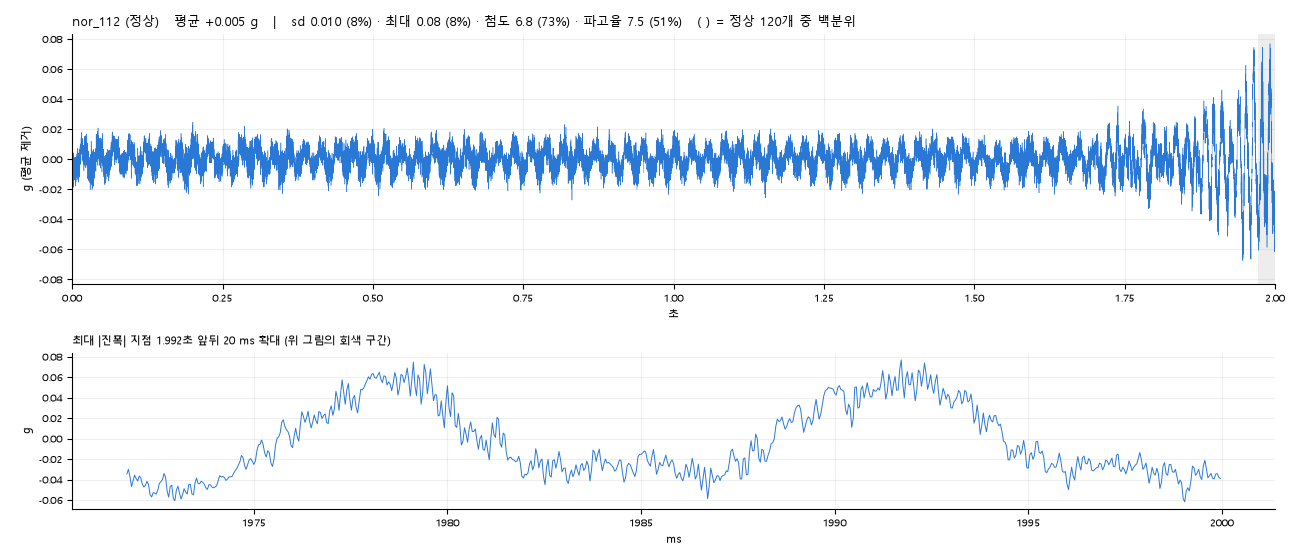 nor_112 (정상) 평균 +0.005 g | sd 0.010 (8%) · 최대 0.08 (8%) · 첨도 6.8 (73%) · 파고율 7.5 (51%) ( ) = 정상 120개 중 백분위
0.08
0.06
0.04
0.02
0.00
-0.02
-0.04
-0.06
-0.08
g (평균 제거)
0.00 0.25 0.50 0.75 1.00 1.25 1.50 1.75 2.00
초
최대 |진폭| 지점 1.992초 앞뒤 20 ms 확대 (위 그림의 회색 구간)
0.08
0.06
0.04
0.02
0.00
-0.02
-0.04
-0.06
g
1975 1980 1985 1990 1995 2000
ms